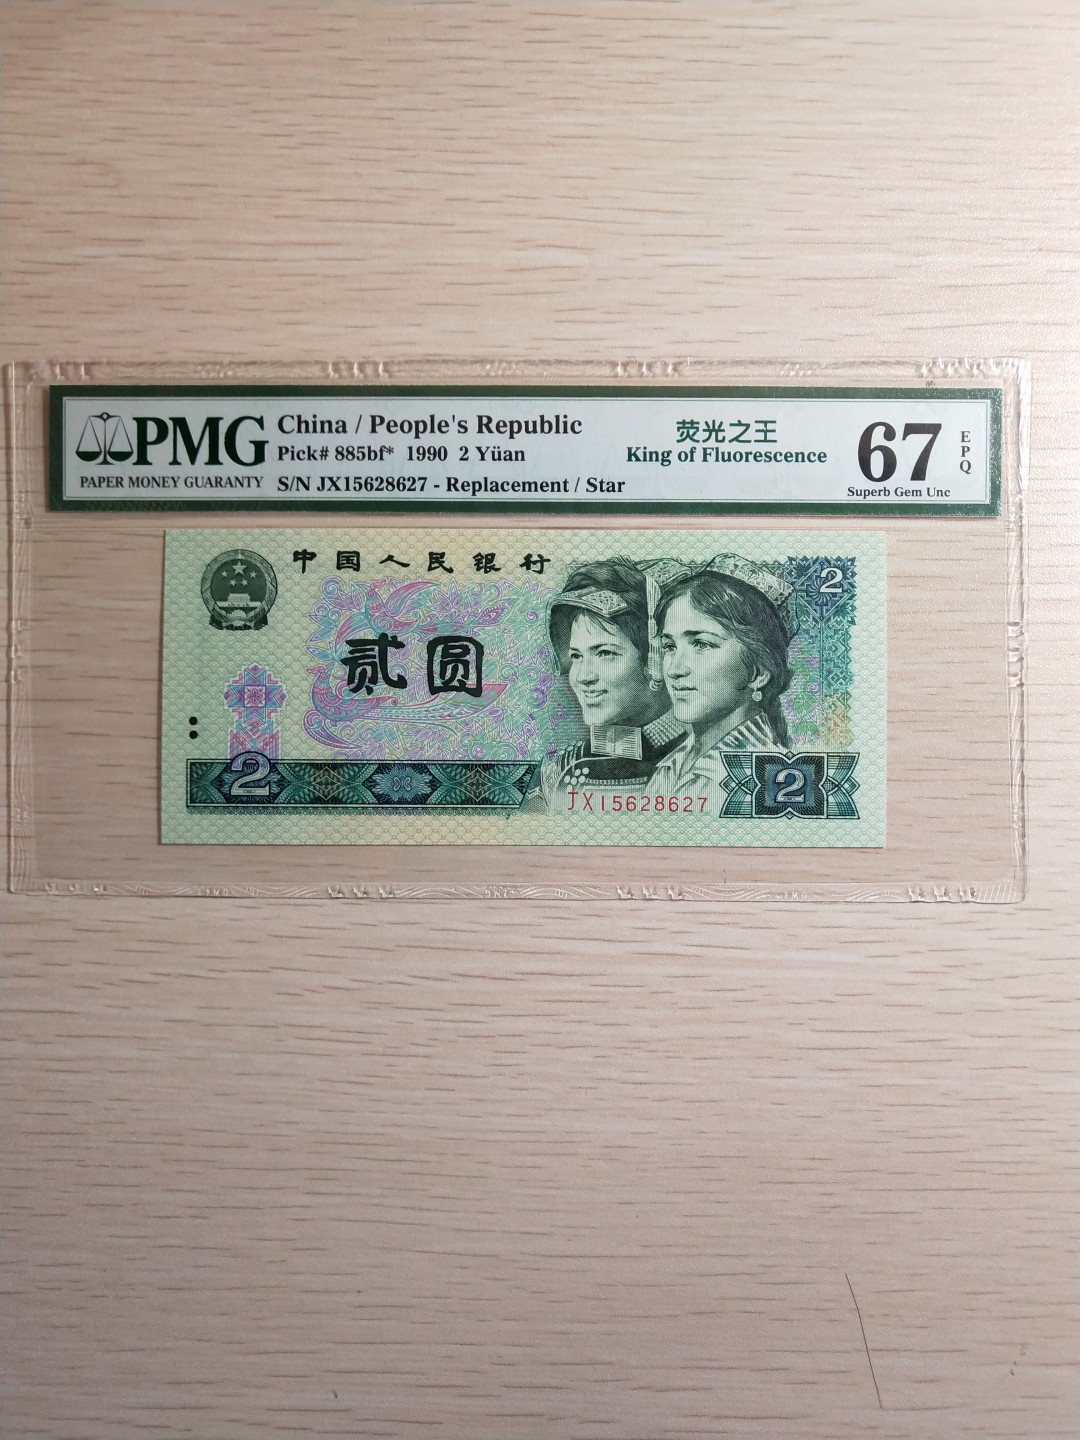 PMG
PAPER MONEY GUARANTY
China / People's Republic
Pick# 885bf* 1990 2 Yüan
S/N JX15628627 - Replacement / Star
荧光之王
King of Fluorescence
67
EPQ
Superb Gem Unc
中国人民银行
2
贰圆
2
JX15628627
2